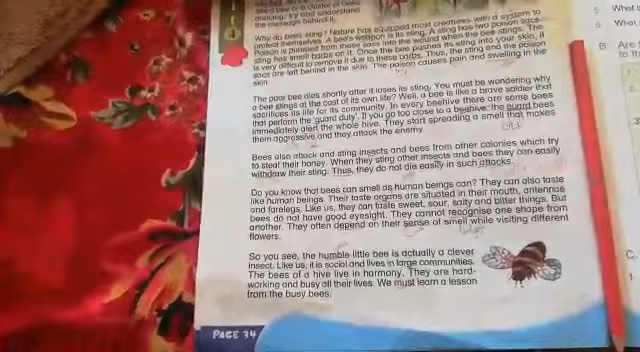 dancing, try and understand
the message behind it.
Why do bees sting? Nature has equipped most creatures with a system to
protect themselves. A bee's weapon is its sting. A sting has two poison sacs.
Poison is pumped from these sacs into the wound when the bee stings. The
sting has small barbs on it. Once the bee pushes its sting into your skin, it
is very difficult to remove it due to these barbs. Thus, the sting and the poison
sacs are left behind in the skin. The poison causes pain and swelling in the
skin.
The poor bee dies shortly after it loses its sting. You must be wondering why
a bee stings at the cost of its own life? Well, a bee is like a brave soldier that
sacrifices its life for its community. In every beehive there are some bees
that perform the 'guard duty'. If you go too close to a beehive, the guard bees
immediately alert the whole hive. They start spreading a smell that makes
them aggressive and they attack the enemy
Bees also attack and sting insects and bees from other colonies which try
to steal their honey. When they sting other insects and bees they can easily
withdraw their sting. Thus, they do not die easily in such attacks.
Do you know that bees can smell as human beings can? They can also taste
like human beings. Their taste organs are situated in their mouth, antennae
and forelegs. Like us, they can taste sweet, sour, salty and bitter things. But
bees do not have good eyesight. They cannot recognise one shape from
another. They often depend on their sense of smell while visiting different
flowers.
So you see, the humble little bee is actually a clever
insect. Like us, it is social and lives in large communities.
The bees of a hive live in harmony. They are hard-
working and busy all their lives. We must learn a lesson
from the busy bees.
PAGE 34
5. What
6. What
B Are
C.
1